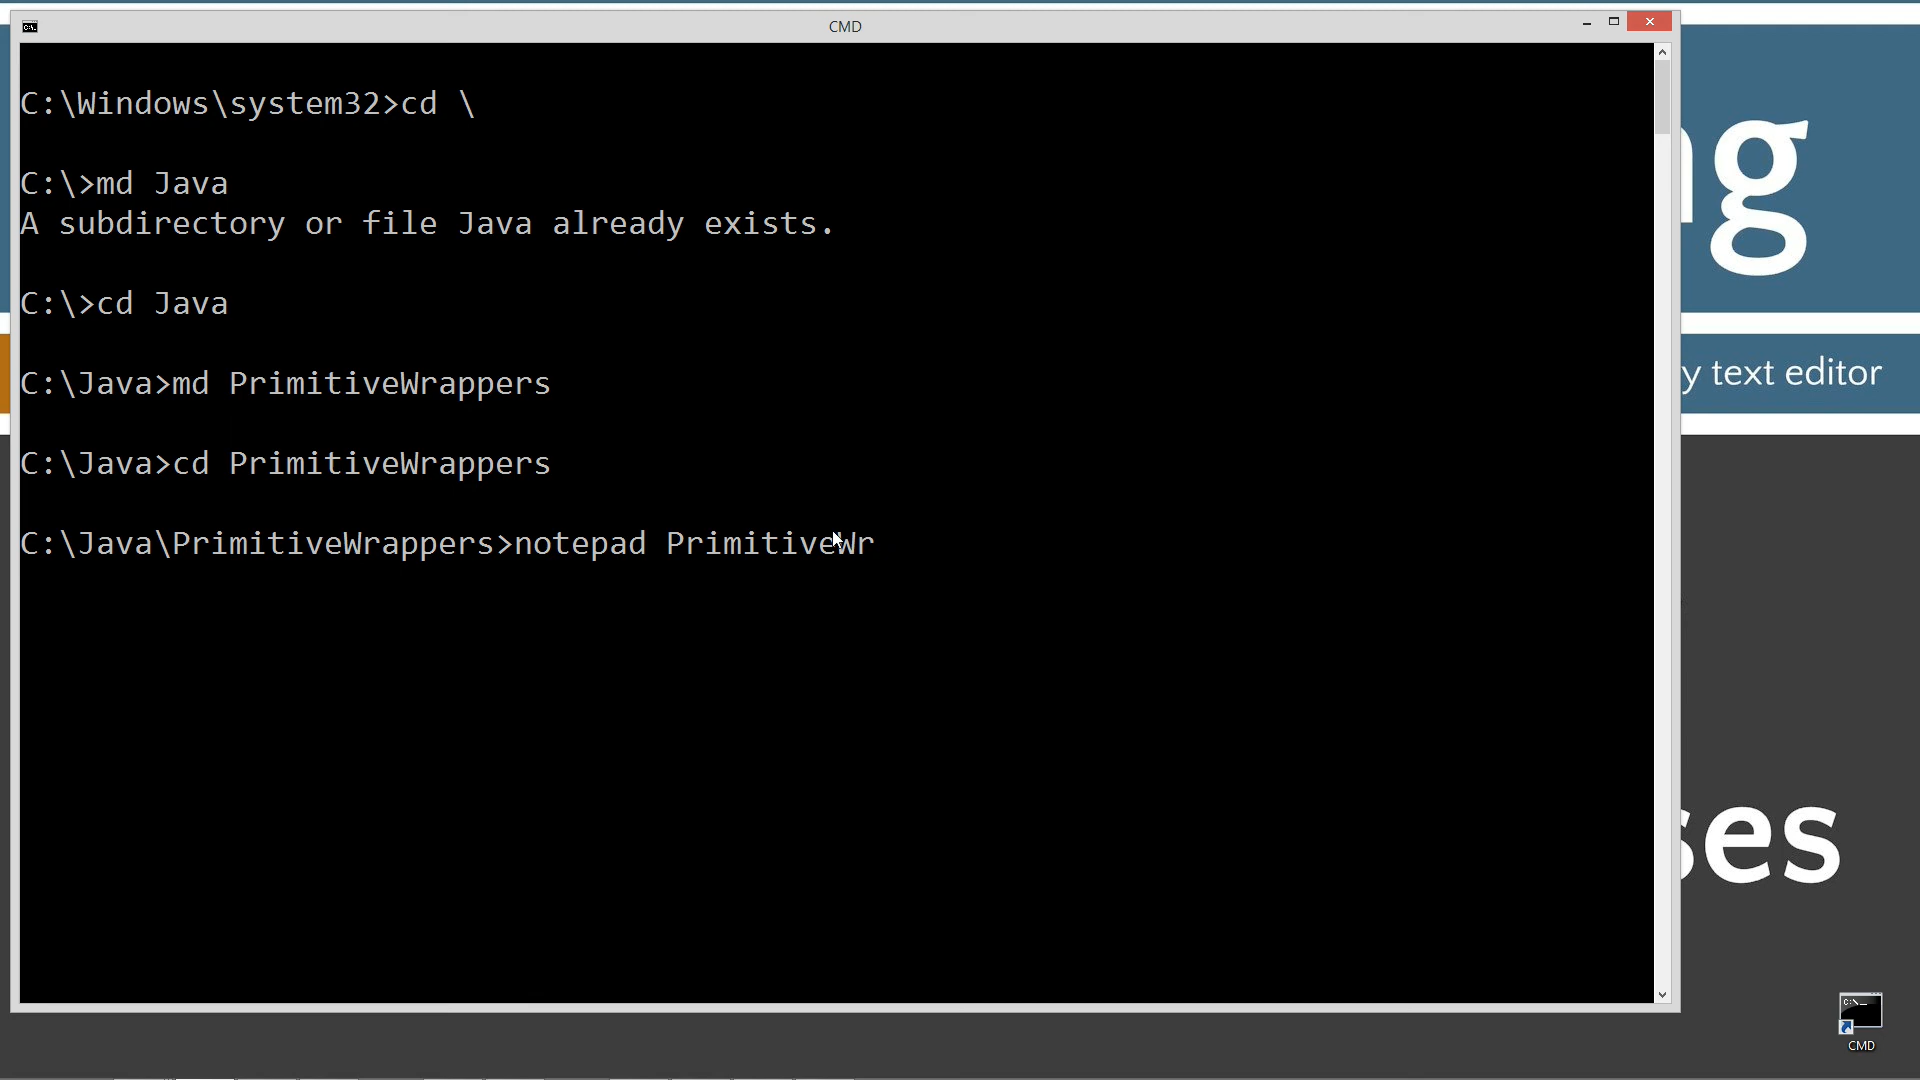 CMD
C:\Windows\system32>cd \
C:\>md Java
A subdirectory or file Java already exists.
C:\>cd Java
C:\Java>md PrimitiveWrappers
C:\Java>cd PrimitiveWrappers
C:\Java\PrimitiveWrappers>notepad PrimitiveWr
g
y text editor
ses
CMD